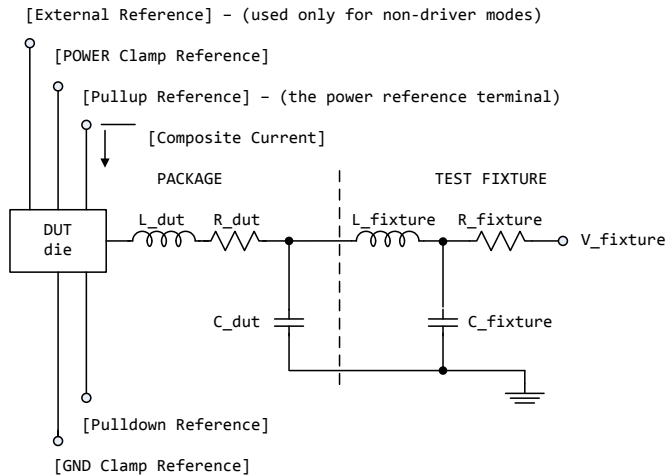 [External Reference] – (used only for non-driver modes)
[POWER Clamp Reference]
[Pullup Reference] – (the power reference terminal)
[Composite Current]
PACKAGE
TEST FIXTURE
L_dut
R_dut
L_fixture
R_fixture
DUT
die
V_fixture
C_dut
C_fixture
[Pulldown Reference]
[GND Clamp Reference]